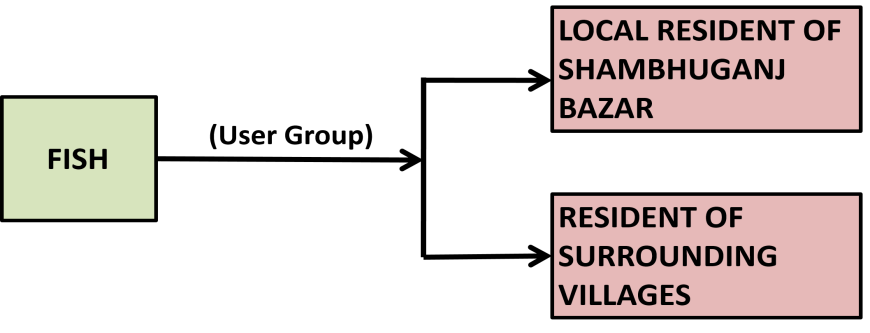 FISH
(User Group)
LOCAL RESIDENT OF
SHAMBHUGANJ
BAZAR
RESIDENT OF
SURROUNDING
VILLAGES